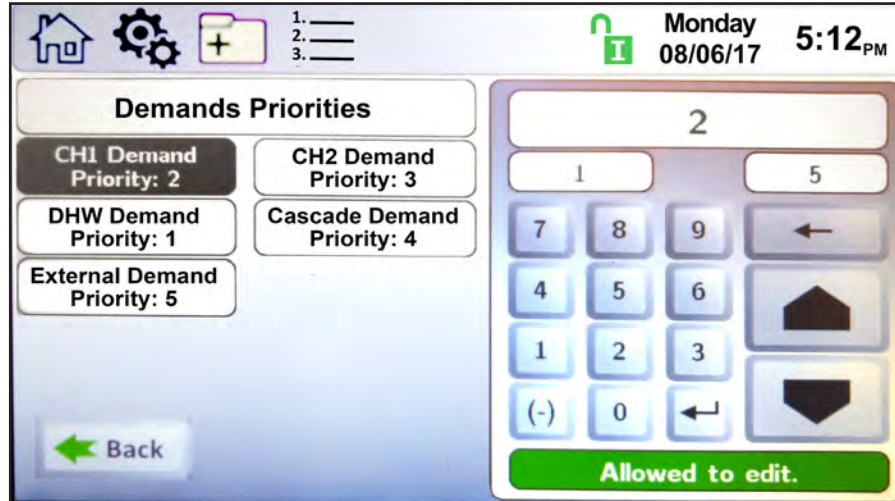 1.
2.
3.
I
Monday
08/06/17
5:12PM
Demands Priorities
CH1 Demand
Priority: 2
CH2 Demand
Priority: 3
DHW Demand
Priority: 1
Cascade Demand
Priority: 4
External Demand
Priority: 5
Back
2
1 5
7 8 9
4 5 6
1 2 3
(-) 0
Allowed to edit.